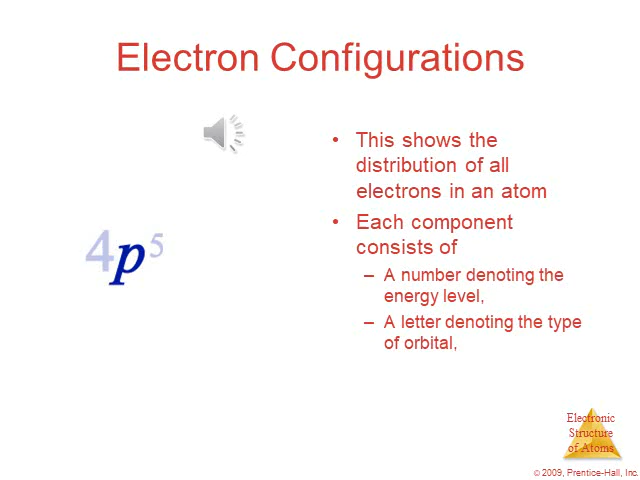 Electron Configurations
4p5
• This shows the
distribution of all
electrons in an atom
• Each component
consists of
– A number denoting the
energy level,
– A letter denoting the type
of orbital,
Electronic
Structure
of Atoms
© 2009, Prentice-Hall, Inc.